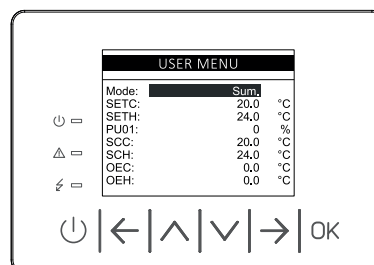 USER MENU
Mode: Sum.
SETC: 20.0 °C
SETH: 24.0 °C
PU01: 0 %
SCC: 20.0 °C
SCH: 24.0 °C
OEC: 0.0 °C
OEH: 0.0 °C
OK